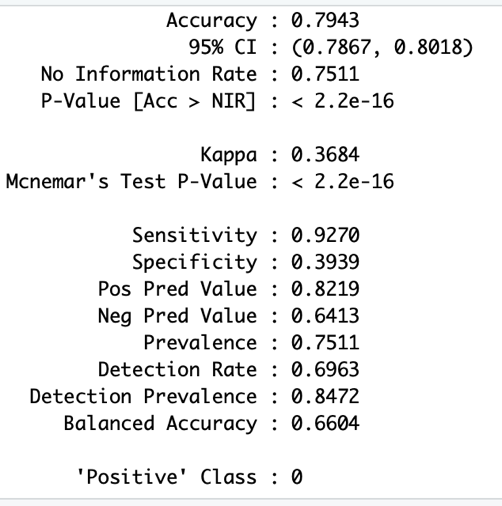 Accuracy : 0.7943
95% CI : (0.7867, 0.8018)
No Information Rate : 0.7511
P-Value [Acc > NIR] : < 2.2e-16
Kappa : 0.3684
Mcnemar's Test P-Value : < 2.2e-16
Sensitivity : 0.9270
Specificity : 0.3939
Pos Pred Value : 0.8219
Neg Pred Value : 0.6413
Prevalence : 0.7511
Detection Rate : 0.6963
Detection Prevalence : 0.8472
Balanced Accuracy : 0.6604
'Positive' Class : 0